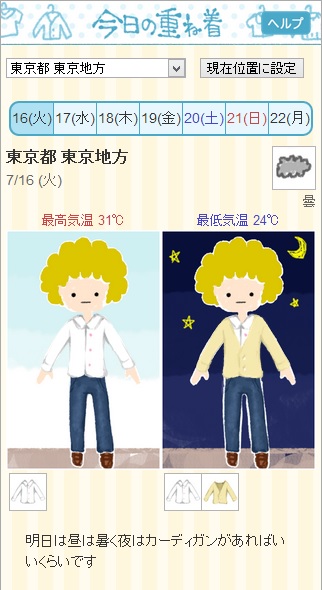 今日の重ね着
ヘルプ
東京都 東京地方
現在位置に設定
16(火) 17(水) 18(木) 19(金) 20(土) 21(日) 22(月)
東京都 東京地方
7/16 (火)
曇
最高気温 31℃ 最低気温 24℃
明日は昼は暑く夜はカーディガンがあればい
いくらいです